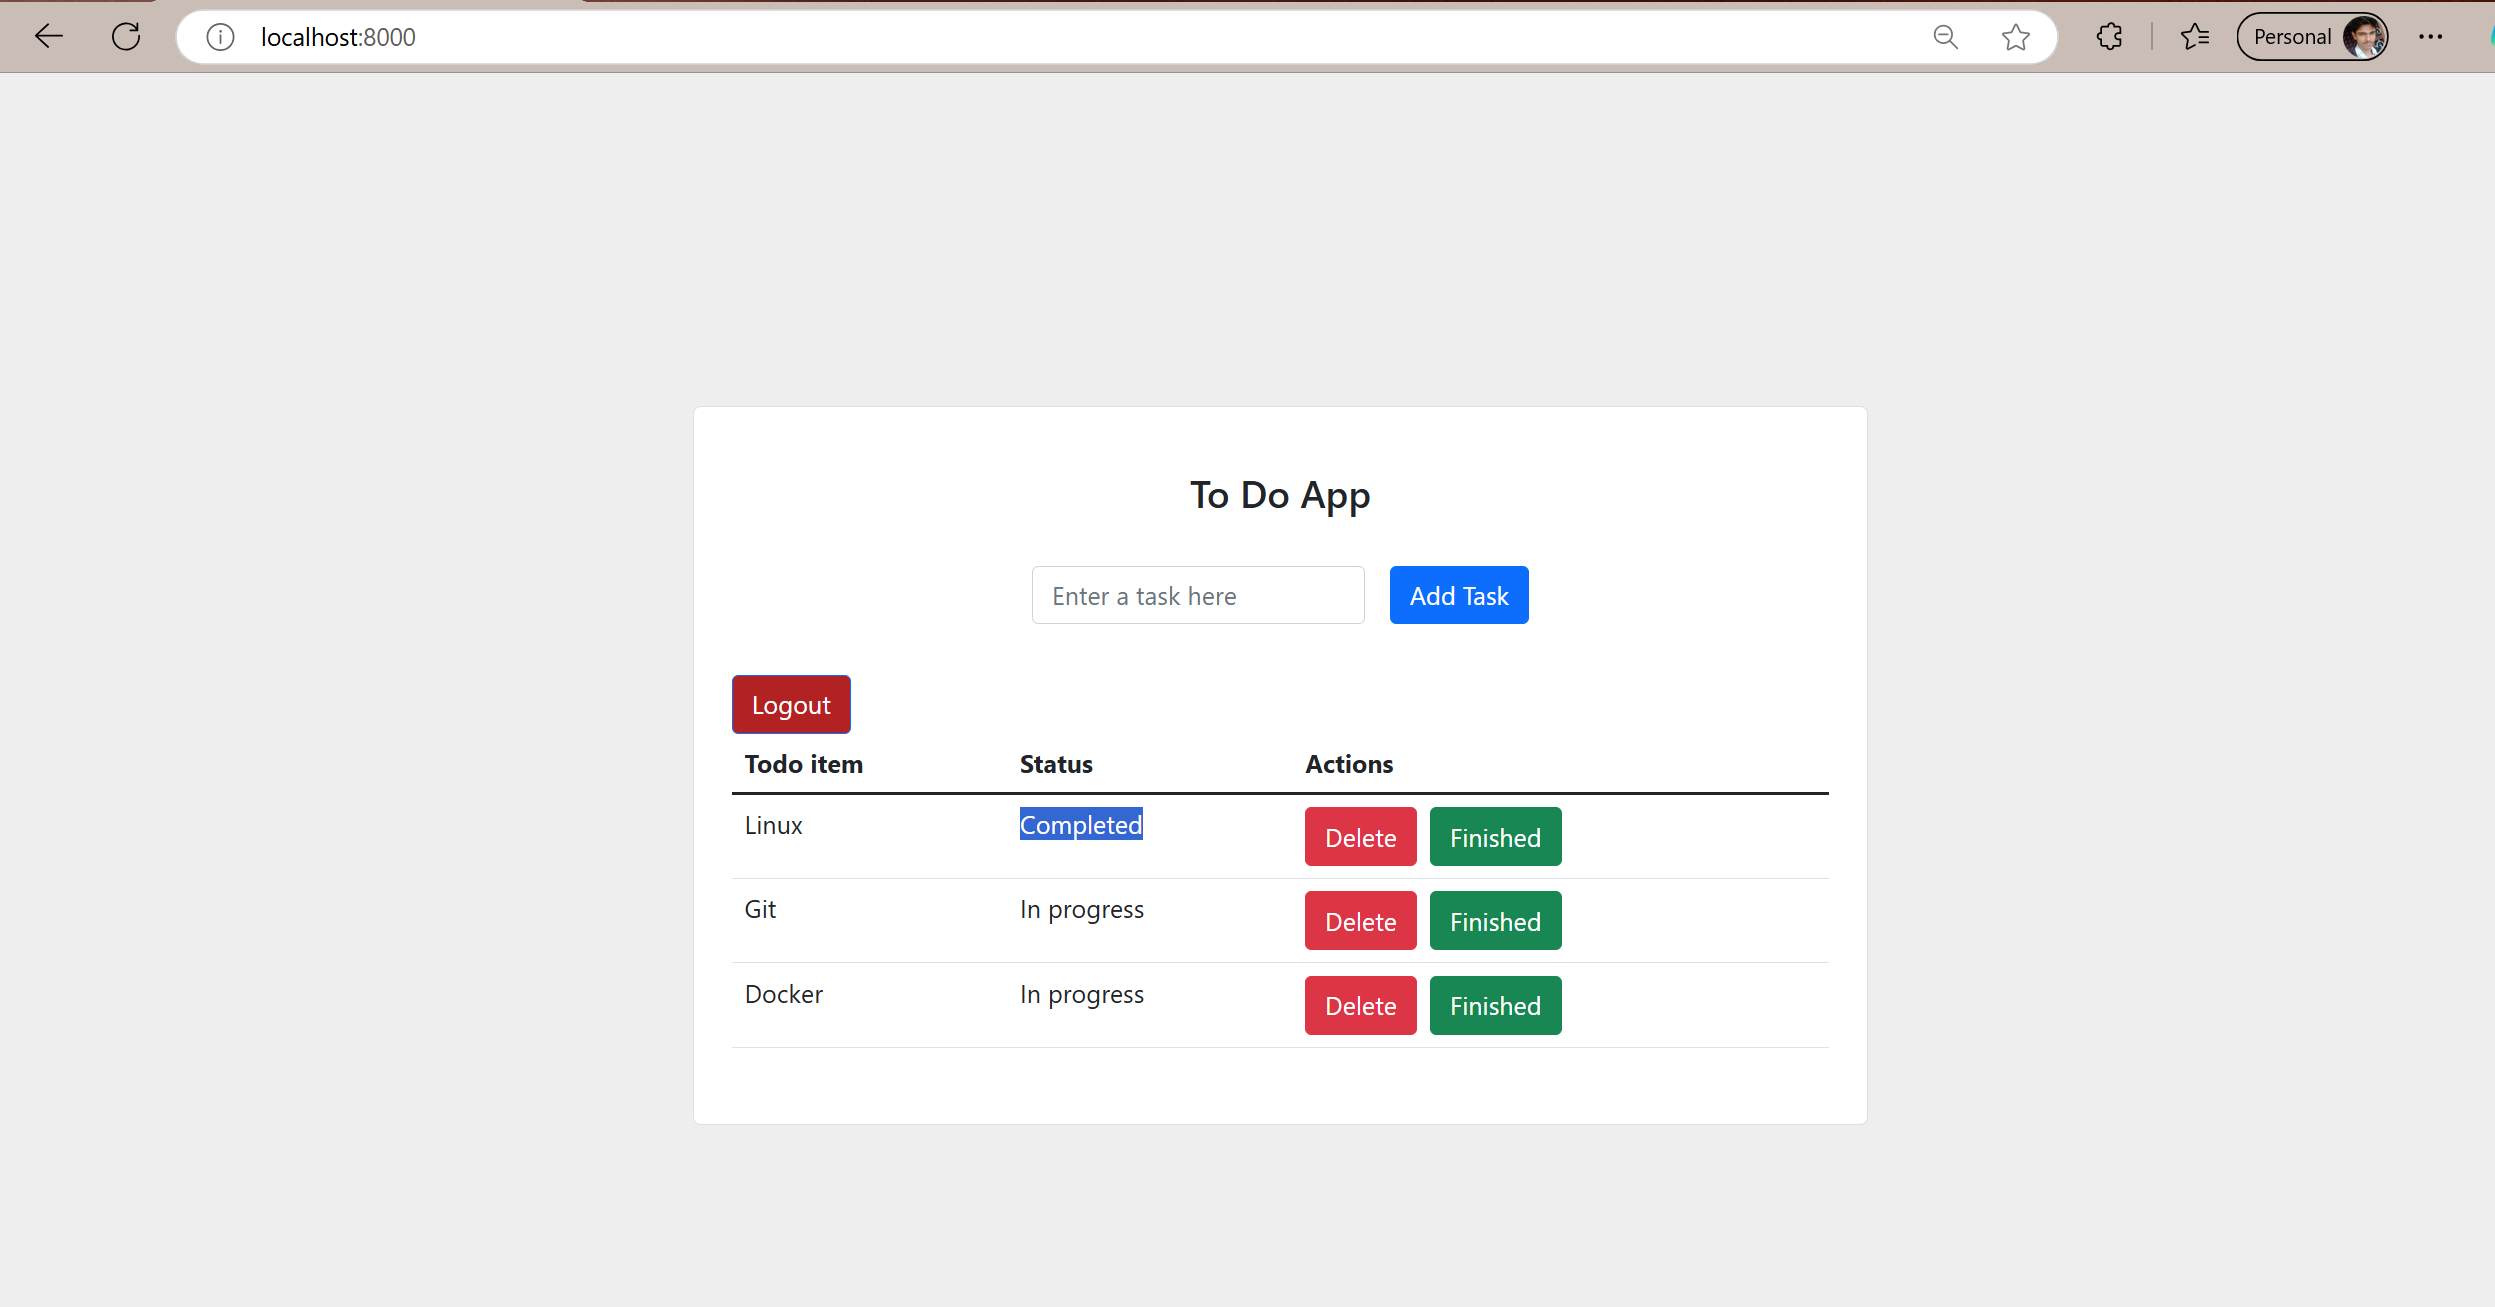 localhost:8000
Personal
To Do App
Enter a task here
Add Task
Logout
Todo item Status Actions
Linux Completed Delete Finished
Git In progress Delete Finished
Docker In progress Delete Finished